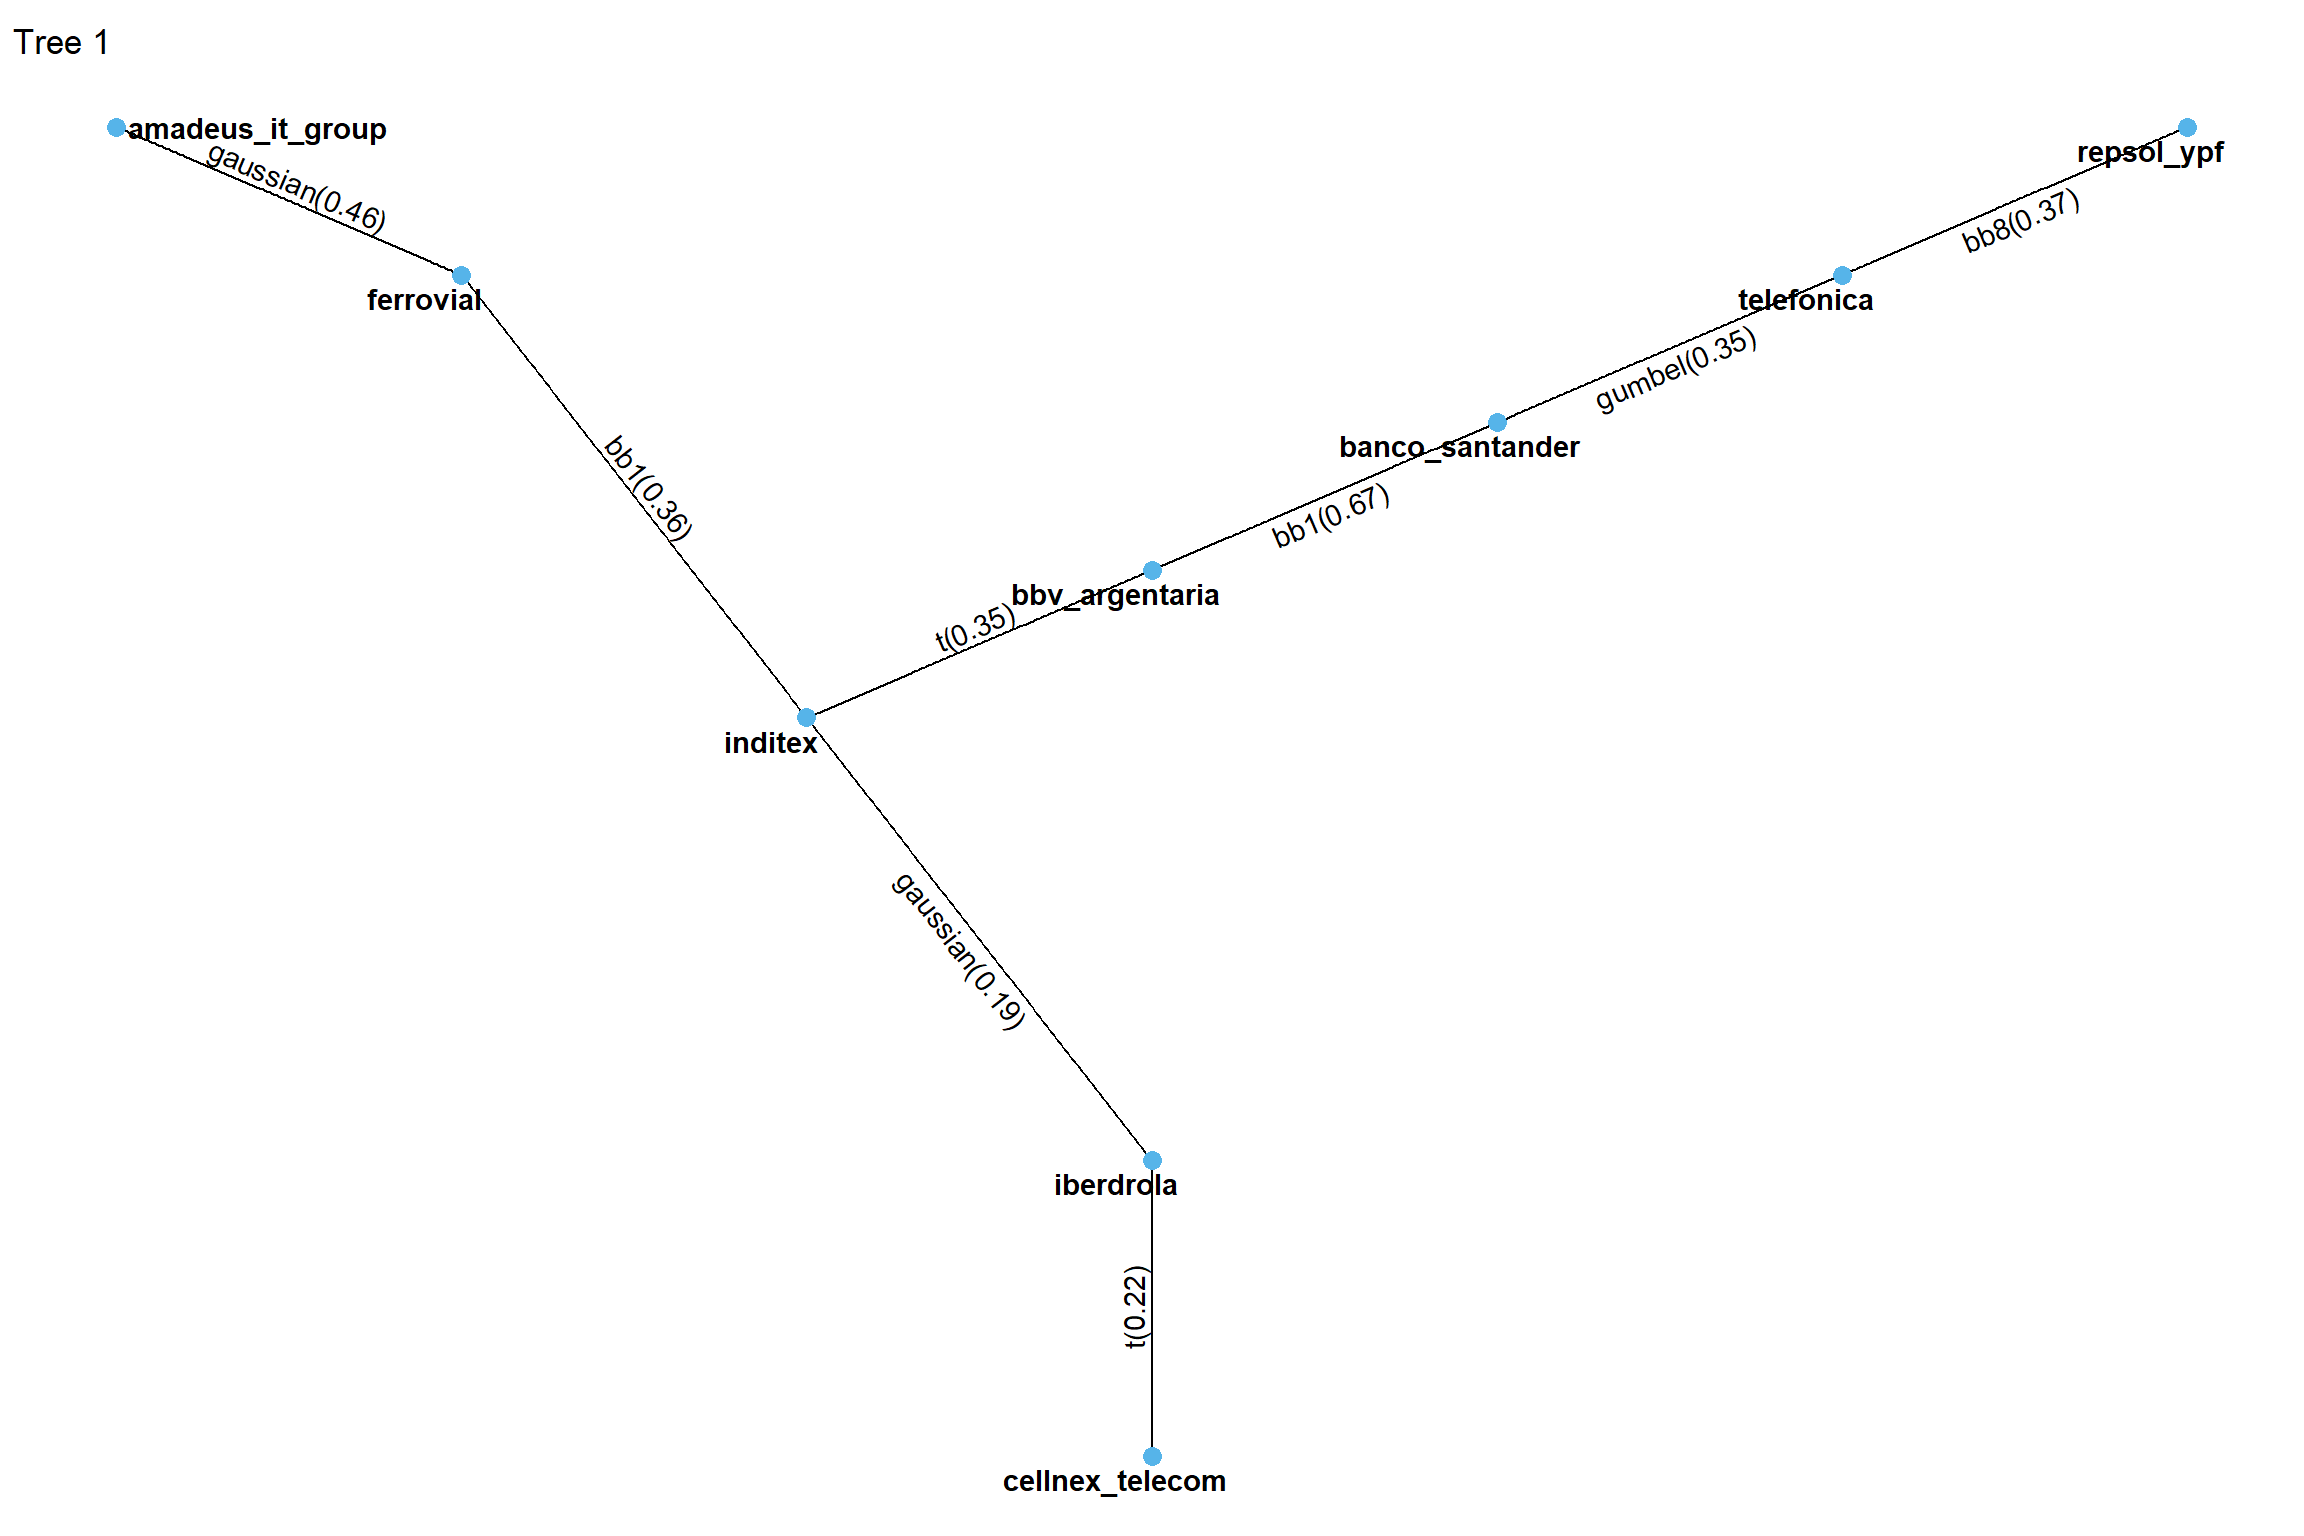 Tree 1
amadeus_it_group
repsol_ypf
gaussian(0.46)
bb8(0.37)
ferrovial
telefonica
gumbel(0.35)
banco_santander
bb1(0.36)
bb1(0.67)
bbv_argentaria
t(0.35)
inditex
gaussian(0.19)
iberdrola
t(0.22)
cellnex_telecom